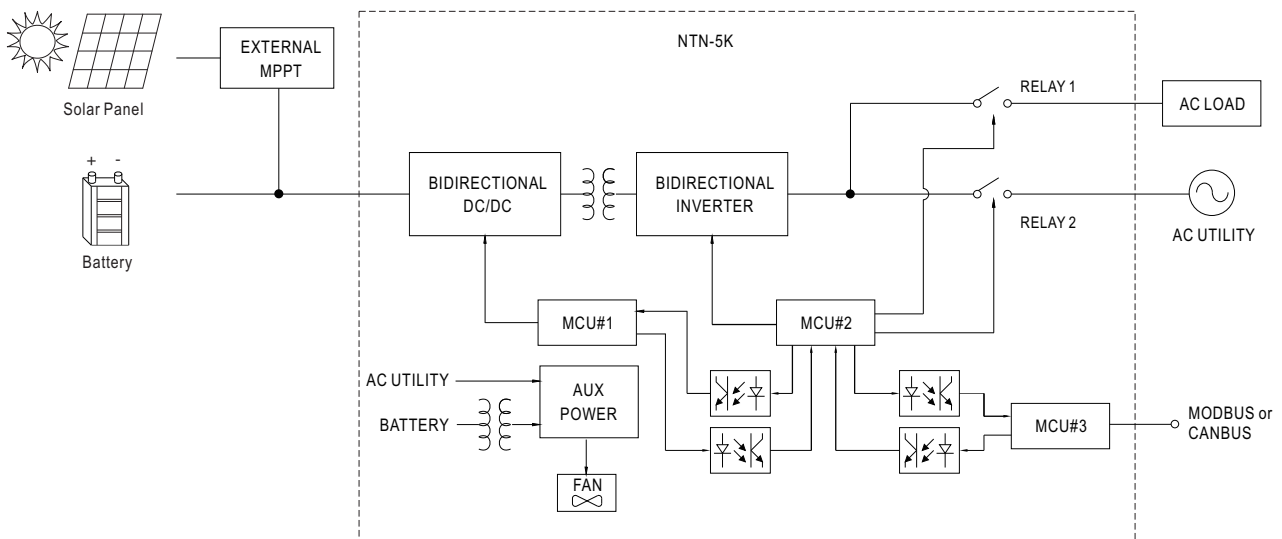 NTN-5K
EXTERNAL
MPPT
Solar Panel
RELAY 1
AC LOAD
+ -
Battery
BIDIRECTIONAL
DC/DC
BIDIRECTIONAL
INVERTER
RELAY 2
AC UTILITY
MCU#1
MCU#2
AC UTILITY
BATTERY
AUX
POWER
FAN
MCU#3
MODBUS or
CANBUS